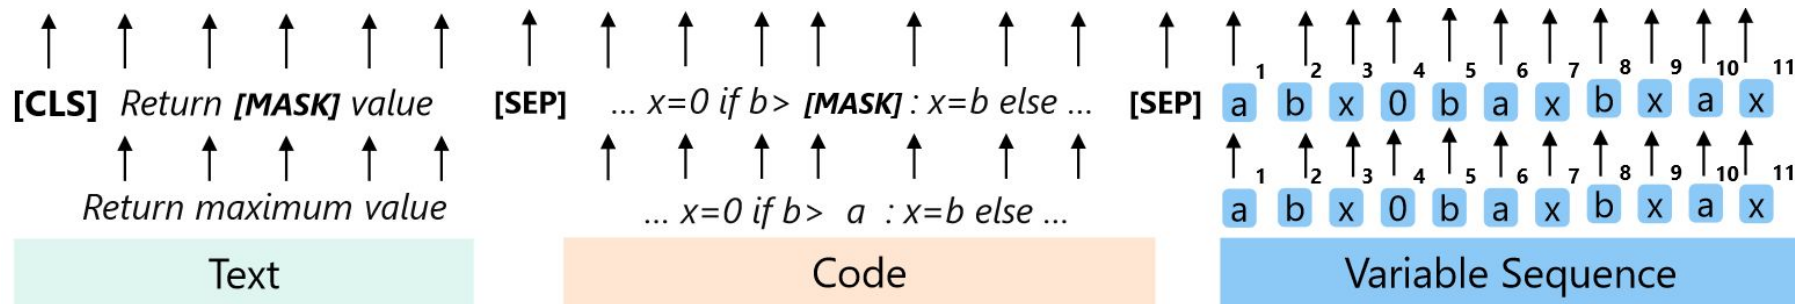 [CLS] Return [MASK] value [SEP] ... x=0 if b> [MASK] : x=b else ... [SEP] a 1 b 2 x 3 0 4 b 5 a 6 x 7 b 8 x 9 a 10 x 11
Return maximum value ... x=0 if b> a : x=b else ... a 1 b 2 x 3 0 4 b 5 a 6 x 7 b 8 x 9 a 10 x 11
Text Code Variable Sequence